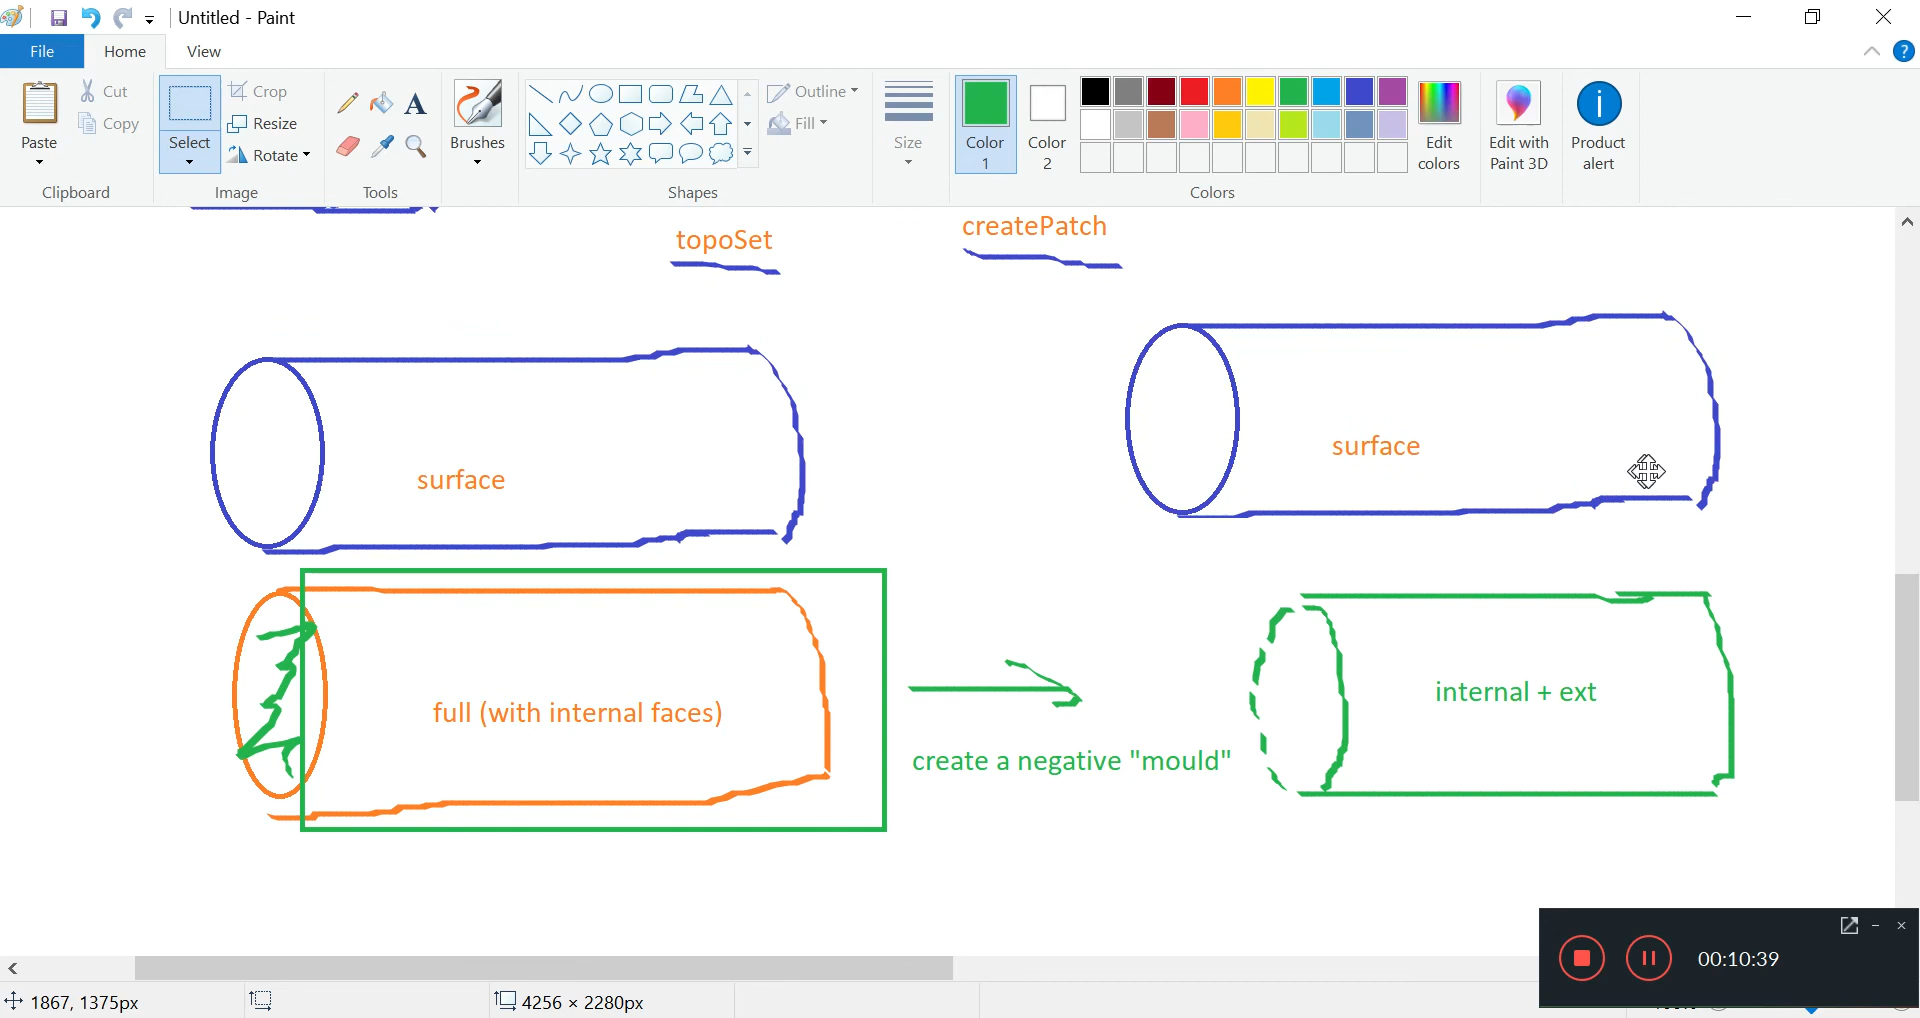 Untitled - Paint
File
Home
View
Paste
Cut
Copy
Clipboard
Select
Crop
Resize
Rotate
Image
A
Tools
Brushes
Shapes
Outline
Fill
Size
Color
1
Color
2
Colors
Edit
colors
Edit with
Paint 3D
Product
alert
topoSet
createPatch
surface
surface
full (with internal faces)
create a negative "mould"
internal + ext
00:10:39
1867, 1375px
4256 × 2280px